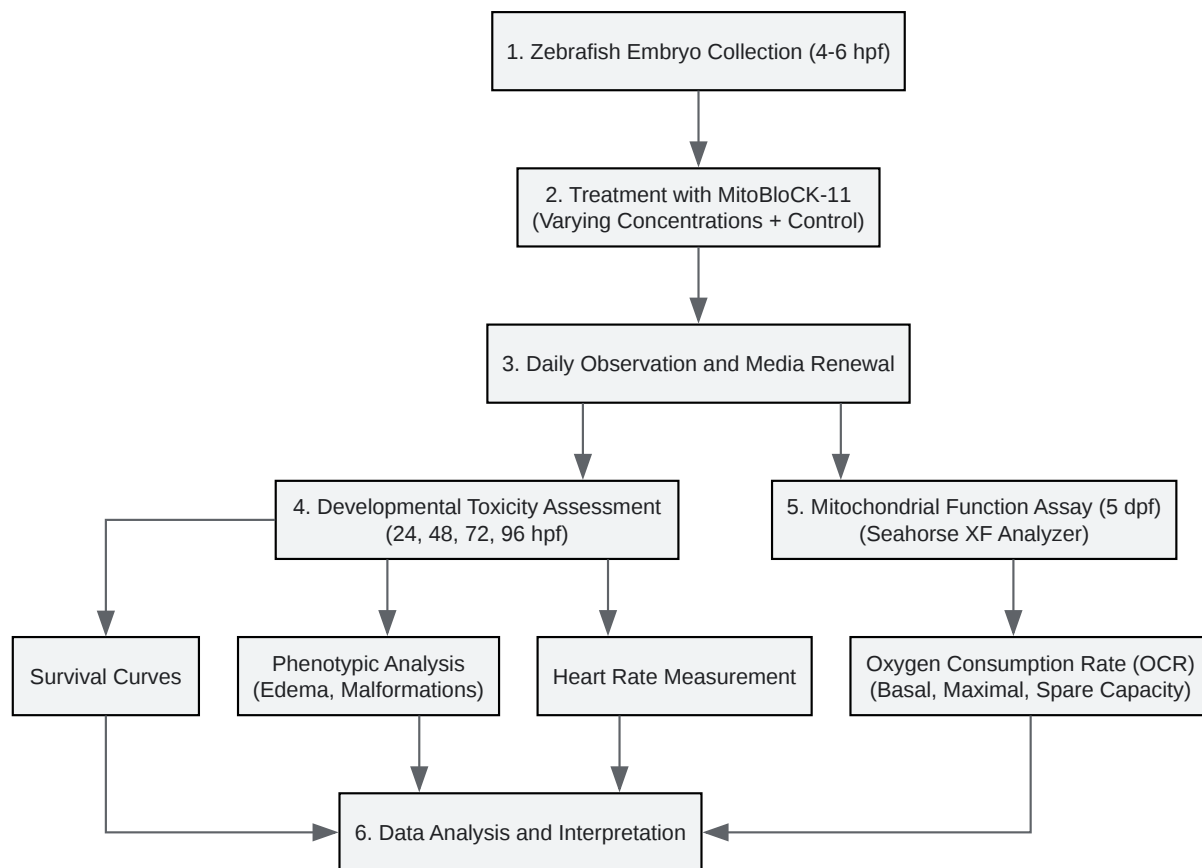 1. Zebrafish Embryo Collection (4-6 hpf)
2. Treatment with MitoBloCK-11
(Varying Concentrations + Control)
3. Daily Observation and Media Renewal
4. Developmental Toxicity Assessment
(24, 48, 72, 96 hpf)
5. Mitochondrial Function Assay (5 dpf)
(Seahorse XF Analyzer)
Survival Curves
Phenotypic Analysis
(Edema, Malformations)
Heart Rate Measurement
Oxygen Consumption Rate (OCR)
(Basal, Maximal, Spare Capacity)
6. Data Analysis and Interpretation